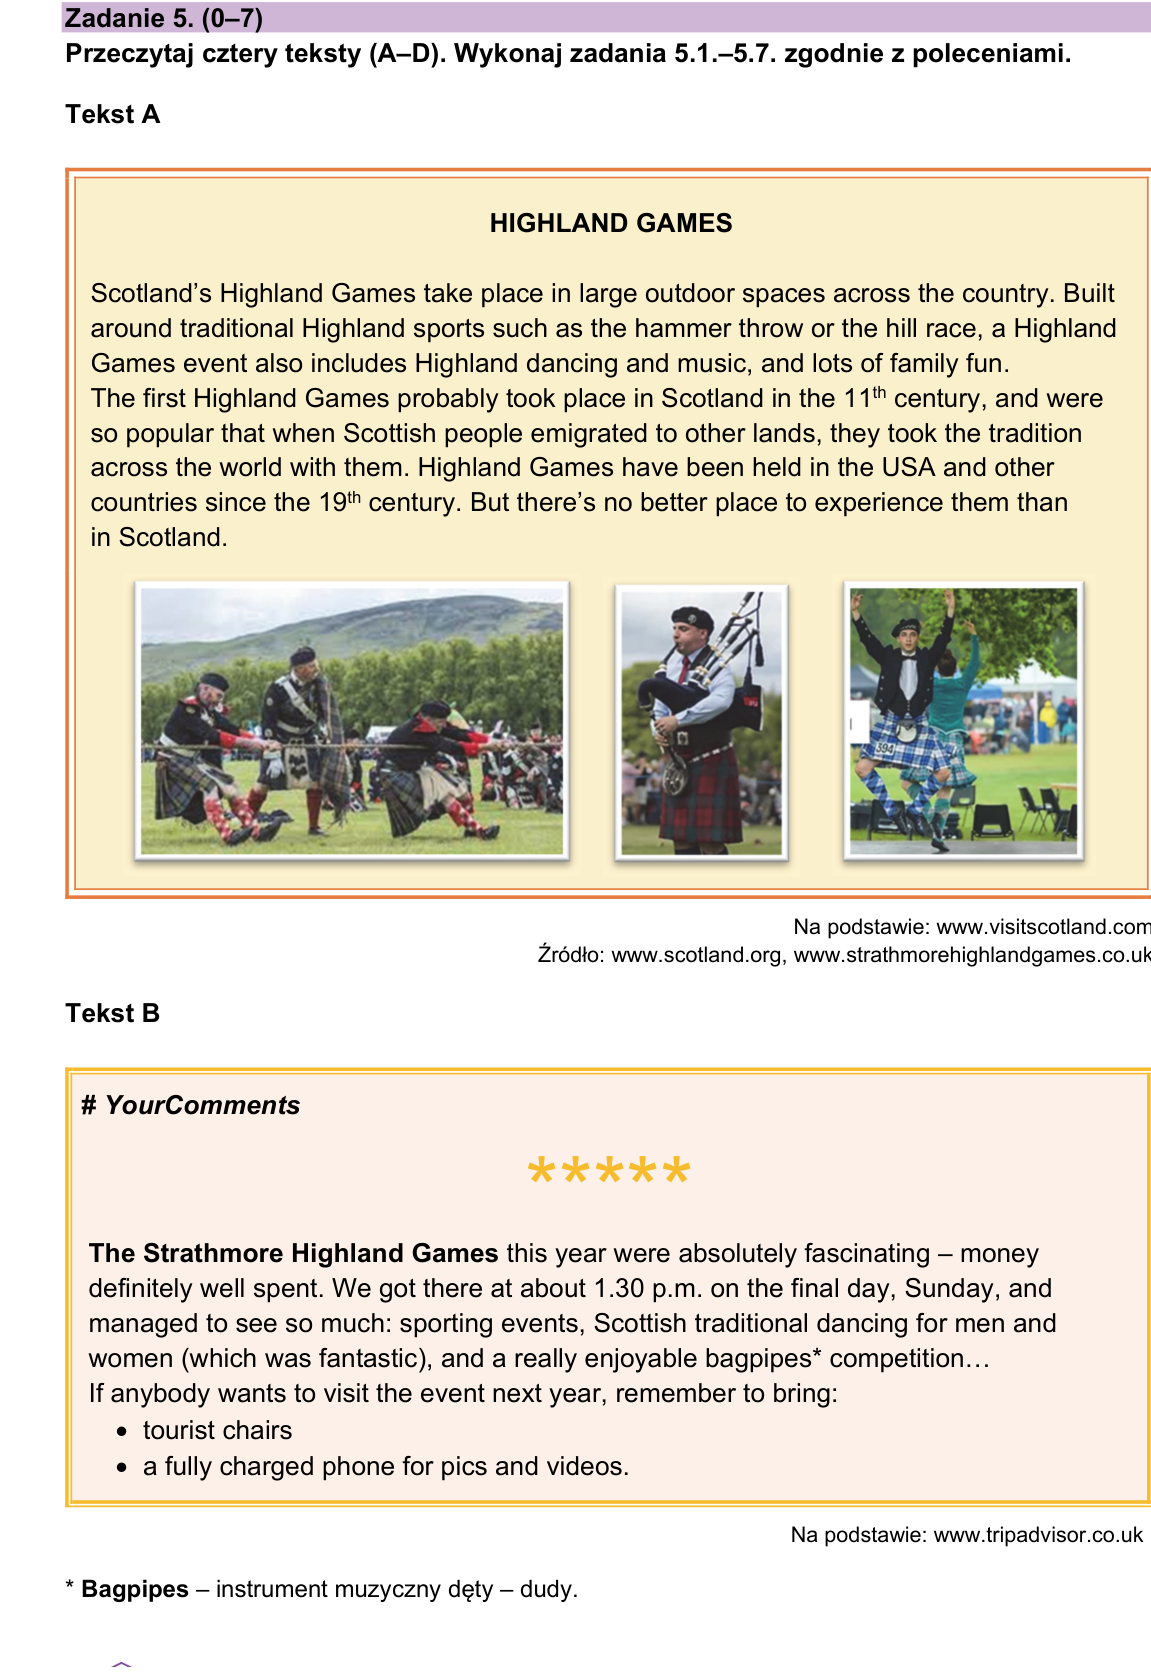 Zadanie 5. (0–7)
Przeczytaj cztery teksty (A–D). Wykonaj zadania 5.1.–5.7. zgodnie z poleceniami.
Tekst A
HIGHLAND GAMES
Scotland’s Highland Games take place in large outdoor spaces across the country. Built
around traditional Highland sports such as the hammer throw or the hill race, a Highland
Games event also includes Highland dancing and music, and lots of family fun.
The first Highland Games probably took place in Scotland in the 11th century, and were
so popular that when Scottish people emigrated to other lands, they took the tradition
across the world with them. Highland Games have been held in the USA and other
countries since the 19th century. But there’s no better place to experience them than
in Scotland.
394
Na podstawie: www.visitscotland.com
Źródło: www.scotland.org, www.strathmorehighlandgames.co.uk
Tekst B
# YourComments
*****
The Strathmore Highland Games this year were absolutely fascinating – money
definitely well spent. We got there at about 1.30 p.m. on the final day, Sunday, and
managed to see so much: sporting events, Scottish traditional dancing for men and
women (which was fantastic), and a really enjoyable bagpipes* competition…
If anybody wants to visit the event next year, remember to bring:
• tourist chairs
• a fully charged phone for pics and videos.
Na podstawie: www.tripadvisor.co.uk
* Bagpipes – instrument muzyczny dęty – dudy.